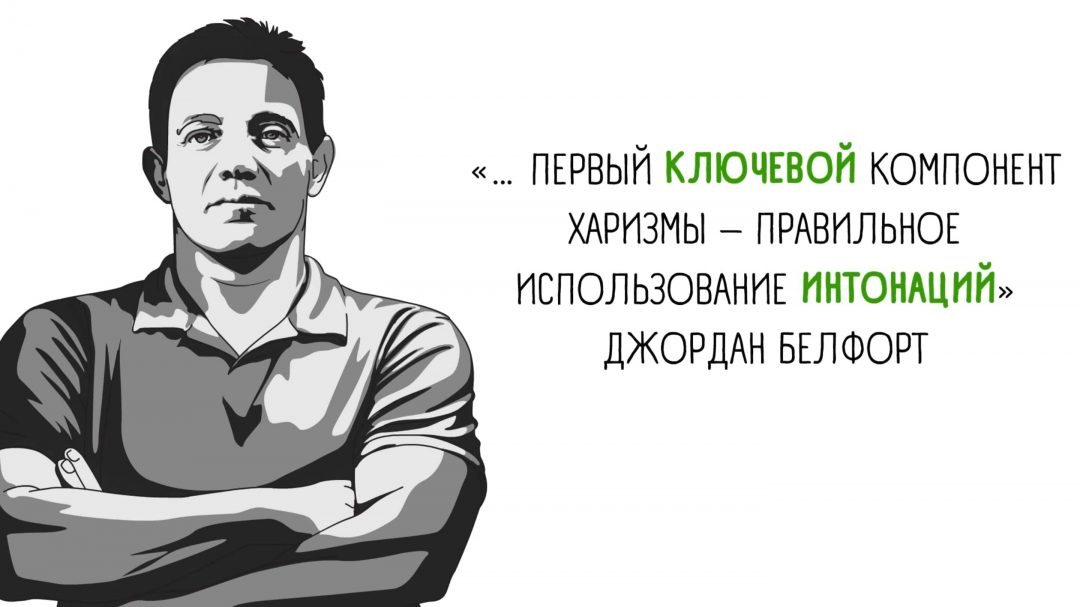 «... ПЕРВЫЙ КЛЮЧЕВОЙ КОМПОНЕНТ
ХАРИЗМЫ – ПРАВИЛЬНОЕ
ИСПОЛЬЗОВАНИЕ ИНТОНАЦИЙ»
ДЖОРДАН БЕЛФОРТ